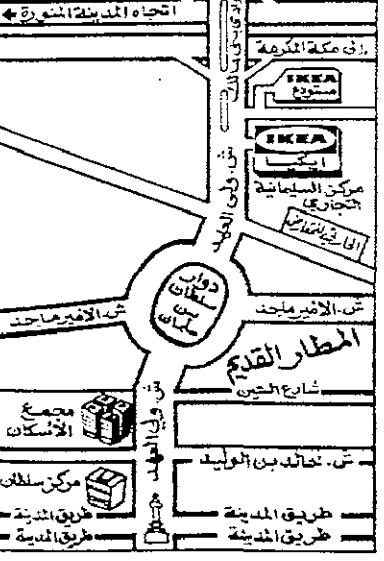 اتجاه المدينة المنورة
إلى مكة المكرمة
IKEA
مستودع
IKEA
ايكيا
مركز السليمانية
التجاري
ش. ولي العهد
دوار
سلطان
بن
سلمان
ش. الأمير ماجد
ش. الأمير ماجد
المطار القديم
شارع الستين
ش. ولي العهد
مجمع
الأسكان
ش. خالد بن الوليد
مركز سلطان
طريق المدينة
طريق المدينة
طريق المدينة
طريق المدينة